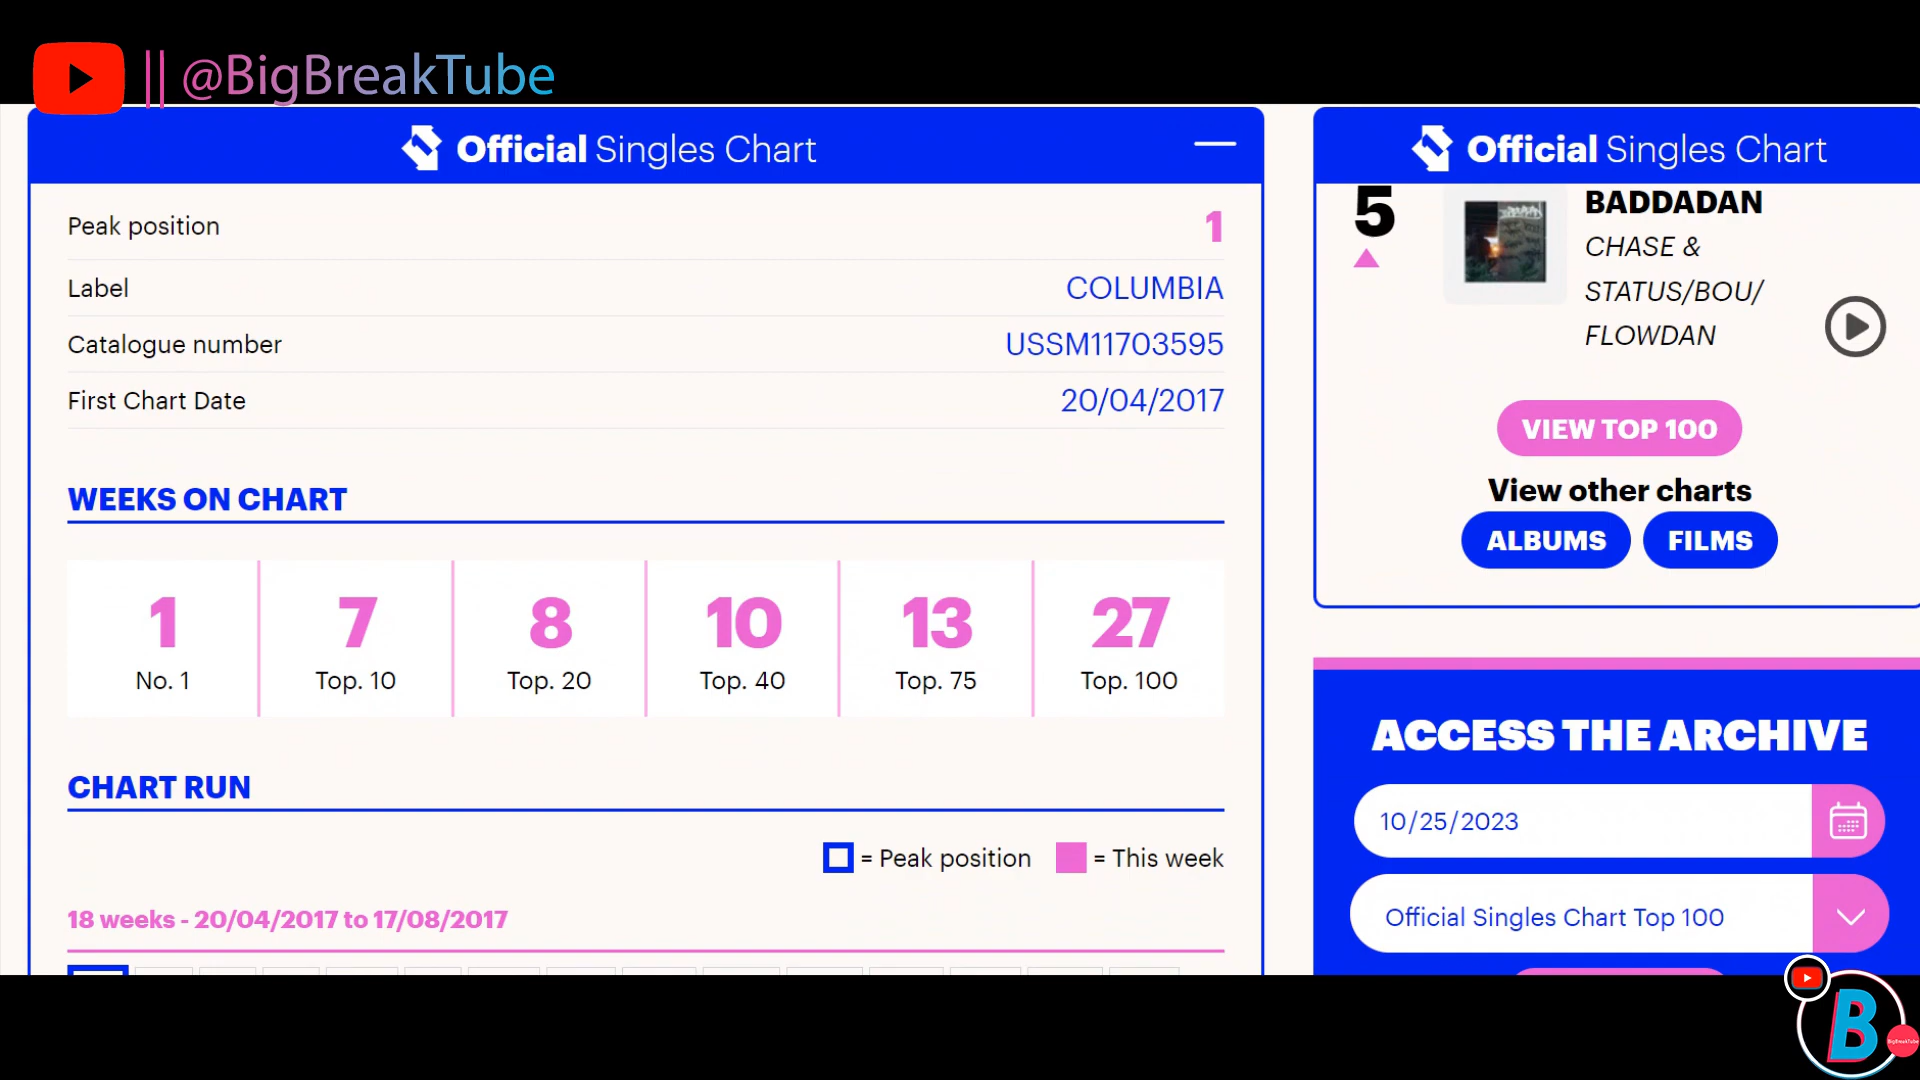 || @BigBreakTube
Official Singles Chart
Peak position 1
Label COLUMBIA
Catalogue number USSM11703595
First Chart Date 20/04/2017
WEEKS ON CHART
1 7 8 10 13 27
No. 1 Top. 10 Top. 20 Top. 40 Top. 75 Top. 100
CHART RUN
= Peak position = This week
18 weeks - 20/04/2017 to 17/08/2017
Official Singles Chart
5 BADDADAN
CHASE &
STATUS/BOU/
FLOWDAN
VIEW TOP 100
View other charts
ALBUMS FILMS
ACCESS THE ARCHIVE
10/25/2023
Official Singles Chart Top 100
B
BigBreakTube